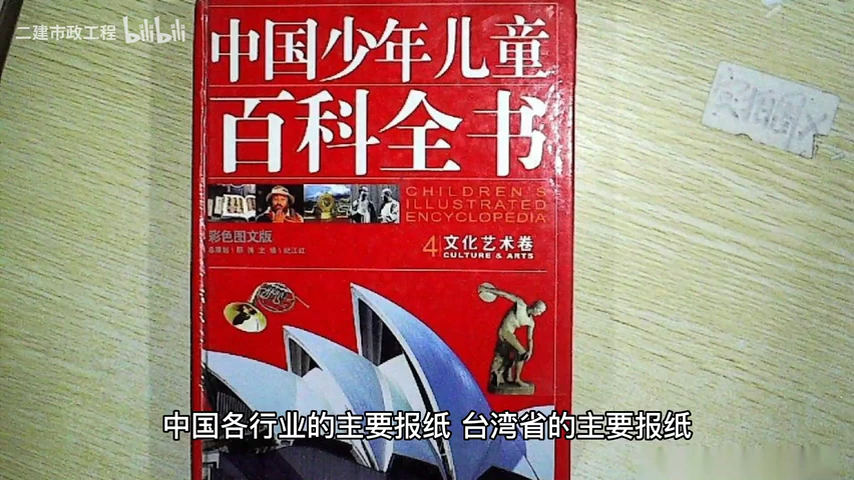 二建市政工程 bilibili
中国少年儿童
百科全书
CHILDREN'S
ILLUSTRATED
ENCYCLOPEDIA
彩色图文版
4 文化艺术卷
CULTURE & ARTS
中国各行业的主要报纸 台湾省的主要报纸